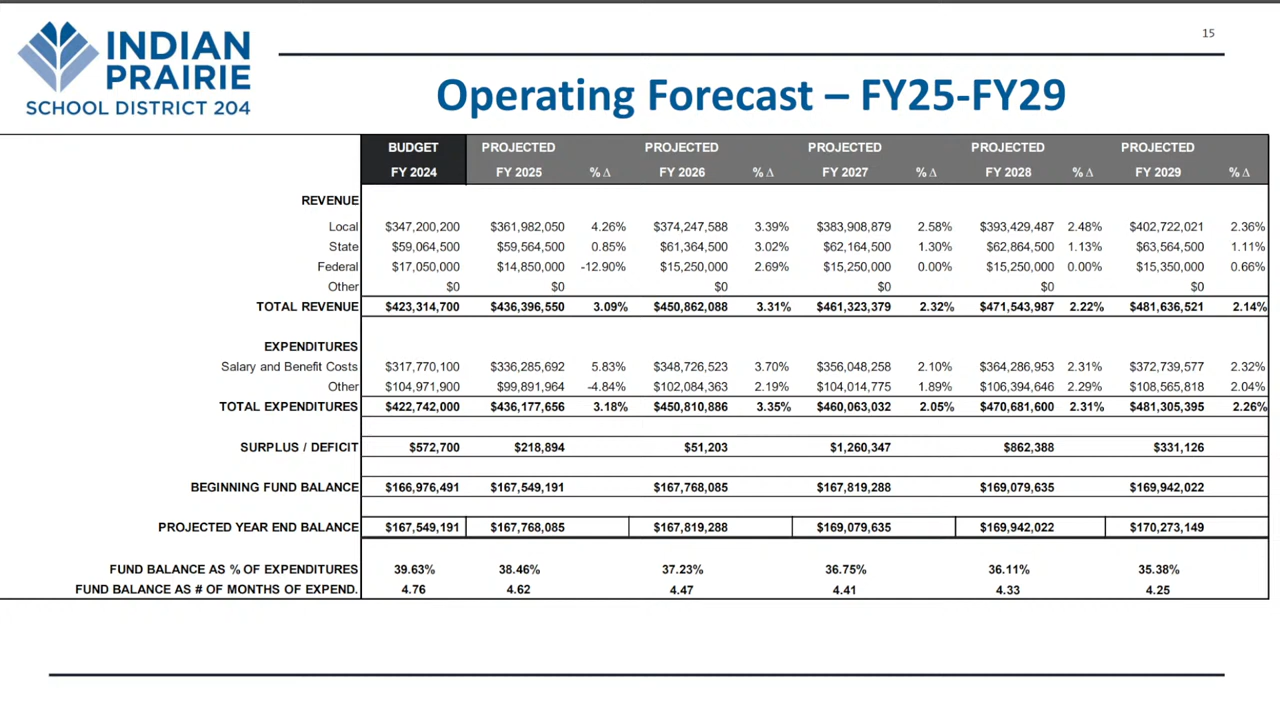 15
INDIAN
PRAIRIE
SCHOOL DISTRICT 204
Operating Forecast – FY25-FY29
BUDGET PROJECTED PROJECTED PROJECTED PROJECTED PROJECTED
FY 2024 FY 2025 % Δ FY 2026 % Δ FY 2027 % Δ FY 2028 % Δ FY 2029 % Δ
REVENUE
Local $347,200,200 $361,982,050 4.26% $374,247,588 3.39% $383,908,879 2.58% $393,429,487 2.48% $402,722,021 2.36%
State $59,064,500 $59,564,500 0.85% $61,364,500 3.02% $62,164,500 1.30% $62,864,500 1.13% $63,564,500 1.11%
Federal $17,050,000 $14,850,000 -12.90% $15,250,000 2.69% $15,250,000 0.00% $15,250,000 0.00% $15,350,000 0.66%
Other $0 $0 $0 $0 $0 $0
TOTAL REVENUE $423,314,700 $436,396,550 3.09% $450,862,088 3.31% $461,323,379 2.32% $471,543,987 2.22% $481,636,521 2.14%
EXPENDITURES
Salary and Benefit Costs $317,770,100 $336,285,692 5.83% $348,726,523 3.70% $356,048,258 2.10% $364,286,953 2.31% $372,739,577 2.32%
Other $104,971,900 $99,891,964 -4.84% $102,084,363 2.19% $104,014,775 1.89% $106,394,646 2.29% $108,565,818 2.04%
TOTAL EXPENDITURES $422,742,000 $436,177,656 3.18% $450,810,886 3.35% $460,063,032 2.05% $470,681,600 2.31% $481,305,395 2.26%
SURPLUS / DEFICIT $572,700 $218,894 $51,203 $1,260,347 $862,388 $331,126
BEGINNING FUND BALANCE $166,976,491 $167,549,191 $167,768,085 $167,819,288 $169,079,635 $169,942,022
PROJECTED YEAR END BALANCE $167,549,191 $167,768,085 $167,819,288 $169,079,635 $169,942,022 $170,273,149
FUND BALANCE AS % OF EXPENDITURES 39.63% 38.46% 37.23% 36.75% 36.11% 35.38%
FUND BALANCE AS # OF MONTHS OF EXPEND. 4.76 4.62 4.47 4.41 4.33 4.25